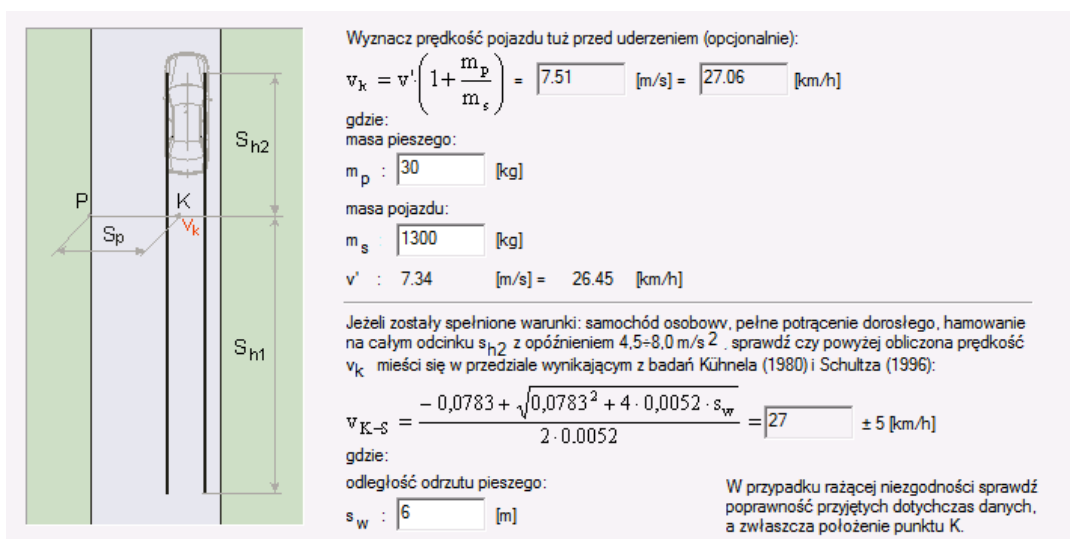 Wyznacz prędkość pojazdu tuż przed uderzeniem (opcjonalnie):
v_k = v' (1 + m_p / m_s) = 7.51 [m/s] = 27.06 [km/h]
gdzie:
masa pieszego:
m_p : 30 [kg]
masa pojazdu:
m_s : 1300 [kg]
v' : 7.34 [m/s] = 26.45 [km/h]
Jeżeli zostały spełnione warunki: samochód osobowy, pełne potrącenie dorosłego, hamowanie
na całym odcinku s_h2 z opóźnieniem 4,5÷8,0 m/s 2 . sprawdź czy powyżej obliczona prędkość
v_k mieści się w przedziale wynikającym z badań Kühnela (1980) i Schultza (1996):
v_K-S = (-0,0783 + √(0,0783² + 4 · 0,0052 · s_w)) / (2 · 0.0052) = 27 ± 5 [km/h]
gdzie:
odległość odrzutu pieszego:
s_w : 6 [m]
W przypadku rażącej niezgodności sprawdź
poprawność przyjętych dotychczas danych,
a zwłaszcza położenie punktu K.
S_h2
P
K
v_k
S_p
S_h1